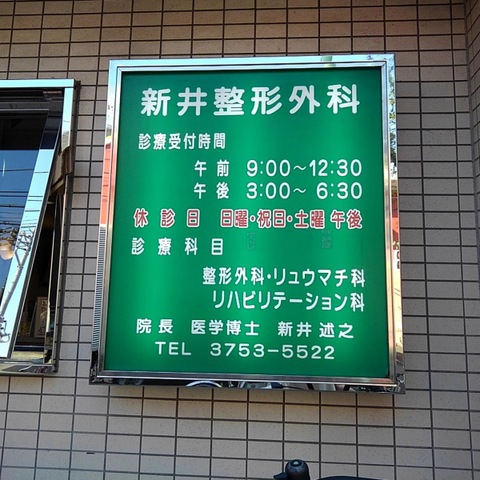 新井整形外科
診療受付時間
午前 9:00～12:30
午後 3:00～6:30
休診日 日曜・祝日・土曜午後
診療科目
整形外科・リュウマチ科
リハビリテーション科
院長 医学博士 新井述之
TEL 3753-5522